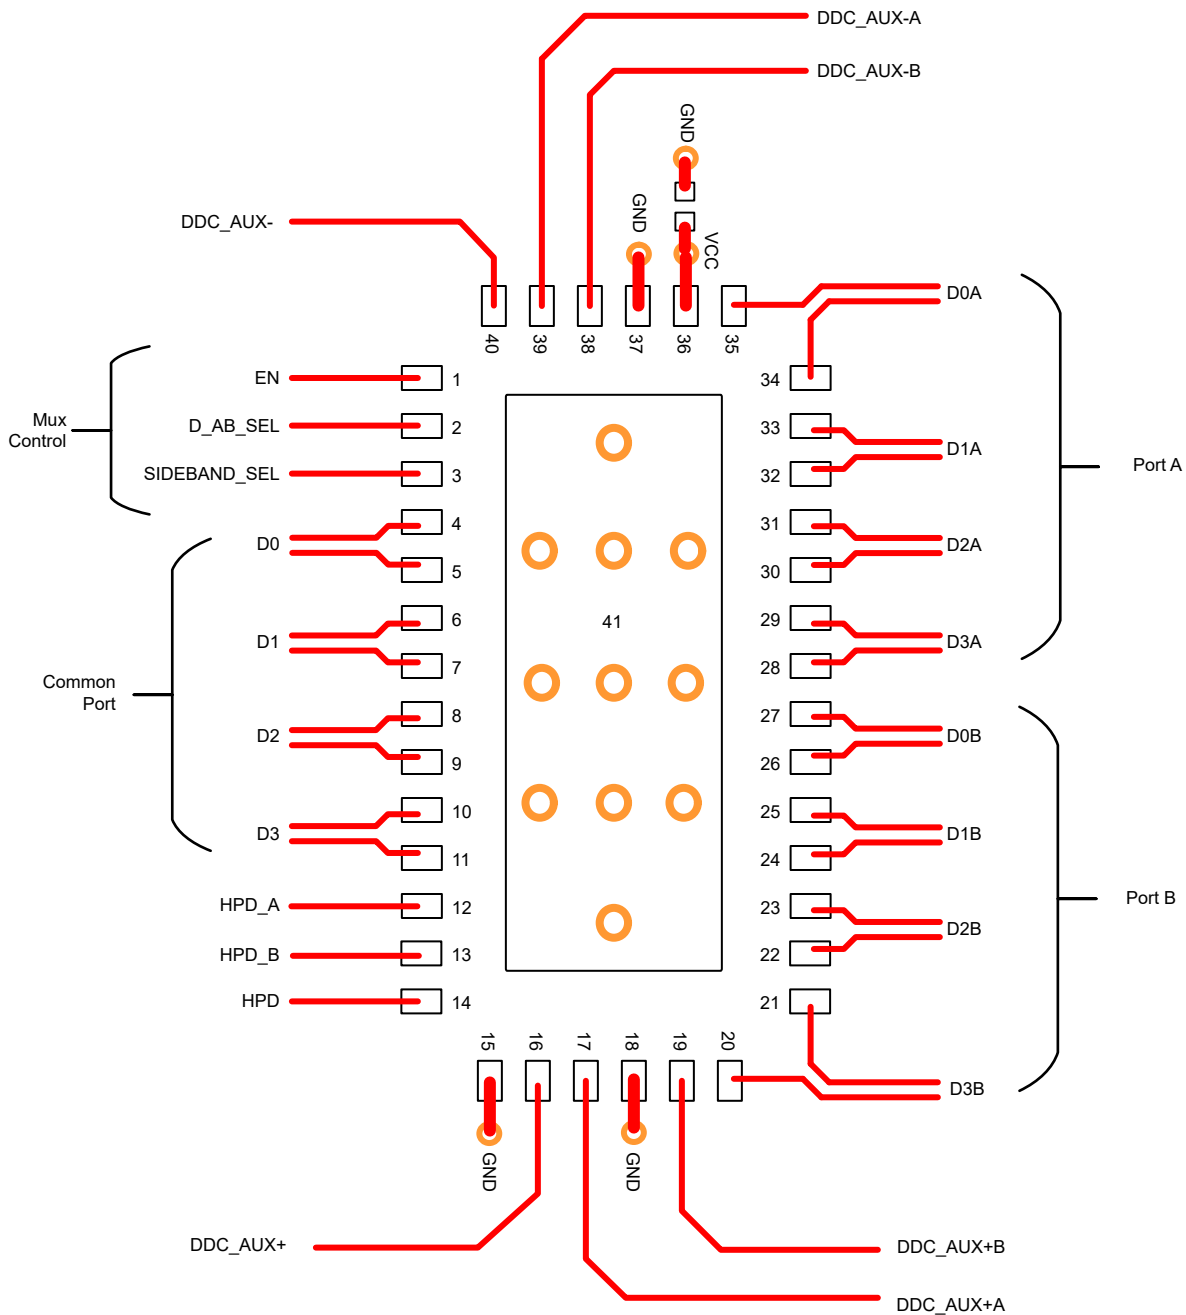 DDC_AUX-A
DDC_AUX-B
GND
GND
VCC
DDC_AUX-
40
39
38
37
36
35
D0A
Mux
Control
EN
1
34
D_AB_SEL
2
33
D1A
SIDEBAND_SEL
3
32
Port A
D0
4
31
D2A
5
30
41
D1
6
29
D3A
7
28
Common
Port
D2
8
27
D0B
9
26
D3
10
25
D1B
11
24
HPD_A
12
23
D2B
Port B
HPD_B
13
22
HPD
14
21
15
16
17
18
19
20
D3B
GND
GND
DDC_AUX+
DDC_AUX+B
DDC_AUX+A